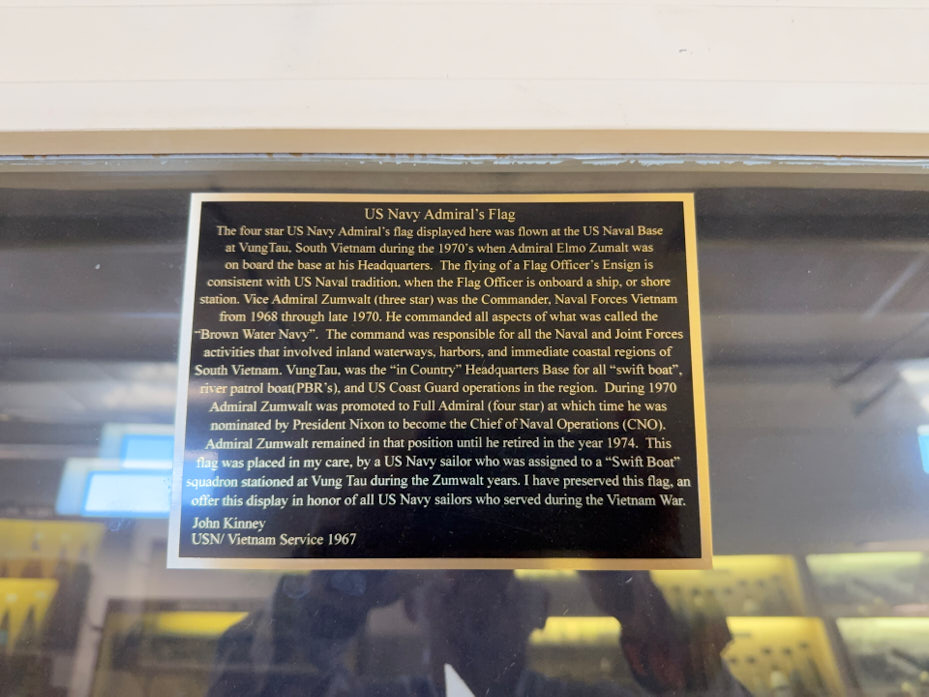 US Navy Admiral's Flag
The four star US Navy Admiral's flag displayed here was flown at the US Naval Base
at VungTau, South Vietnam during the 1970's when Admiral Elmo Zumalt was
on board the base at his Headquarters. The flying of a Flag Officer's Ensign is
consistent with US Naval tradition, when the Flag Officer is onboard a ship, or shore
station. Vice Admiral Zumwalt (three star) was the Commander, Naval Forces Vietnam
from 1968 through late 1970. He commanded all aspects of what was called the
"Brown Water Navy". The command was responsible for all the Naval and Joint Forces
activities that involved inland waterways, harbors, and immediate coastal regions of
South Vietnam. VungTau, was the "in Country" Headquarters Base for all "swift boat",
river patrol boat(PBR's), and US Coast Guard operations in the region. During 1970
Admiral Zumwalt was promoted to Full Admiral (four star) at which time he was
nominated by President Nixon to become the Chief of Naval Operations (CNO).
Admiral Zumwalt remained in that position until he retired in the year 1974. This
flag was placed in my care, by a US Navy sailor who was assigned to a "Swift Boat"
squadron stationed at Vung Tau during the Zumwalt years. I have preserved this flag, an
offer this display in honor of all US Navy sailors who served during the Vietnam War.
John Kinney
USN/ Vietnam Service 1967